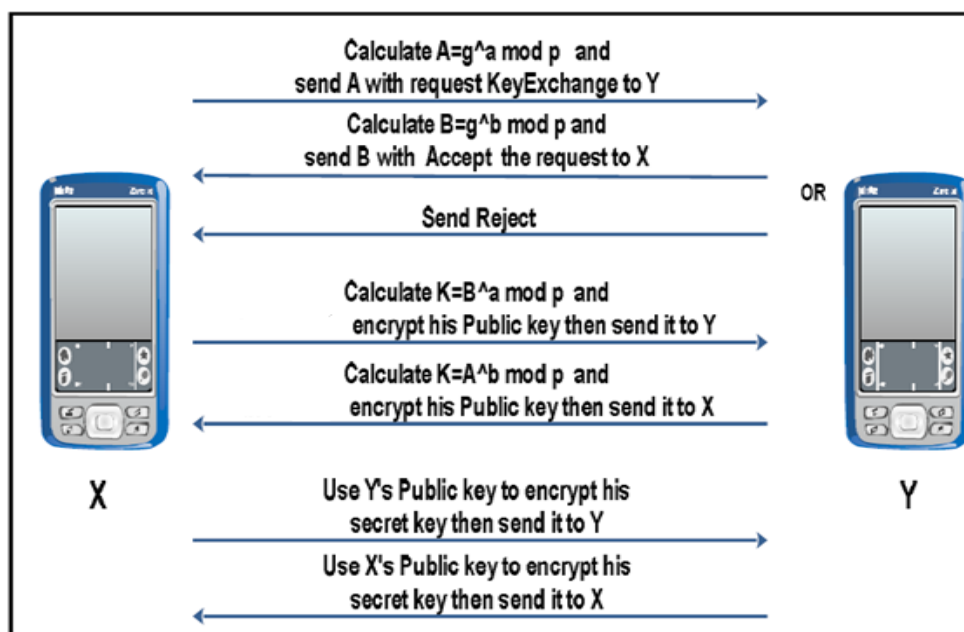 Calculate A=g^a mod p and
send A with request KeyExchange to Y
Calculate B=g^b mod p and
send B with Accept the request to X
OR
Send Reject
Calculate K=B^a mod p and
encrypt his Public key then send it to Y
Calculate K=A^b mod p and
encrypt his Public key then send it to X
X
Y
Use Y's Public key to encrypt his
secret key then send it to Y
Use X's Public key to encrypt his
secret key then send it to X